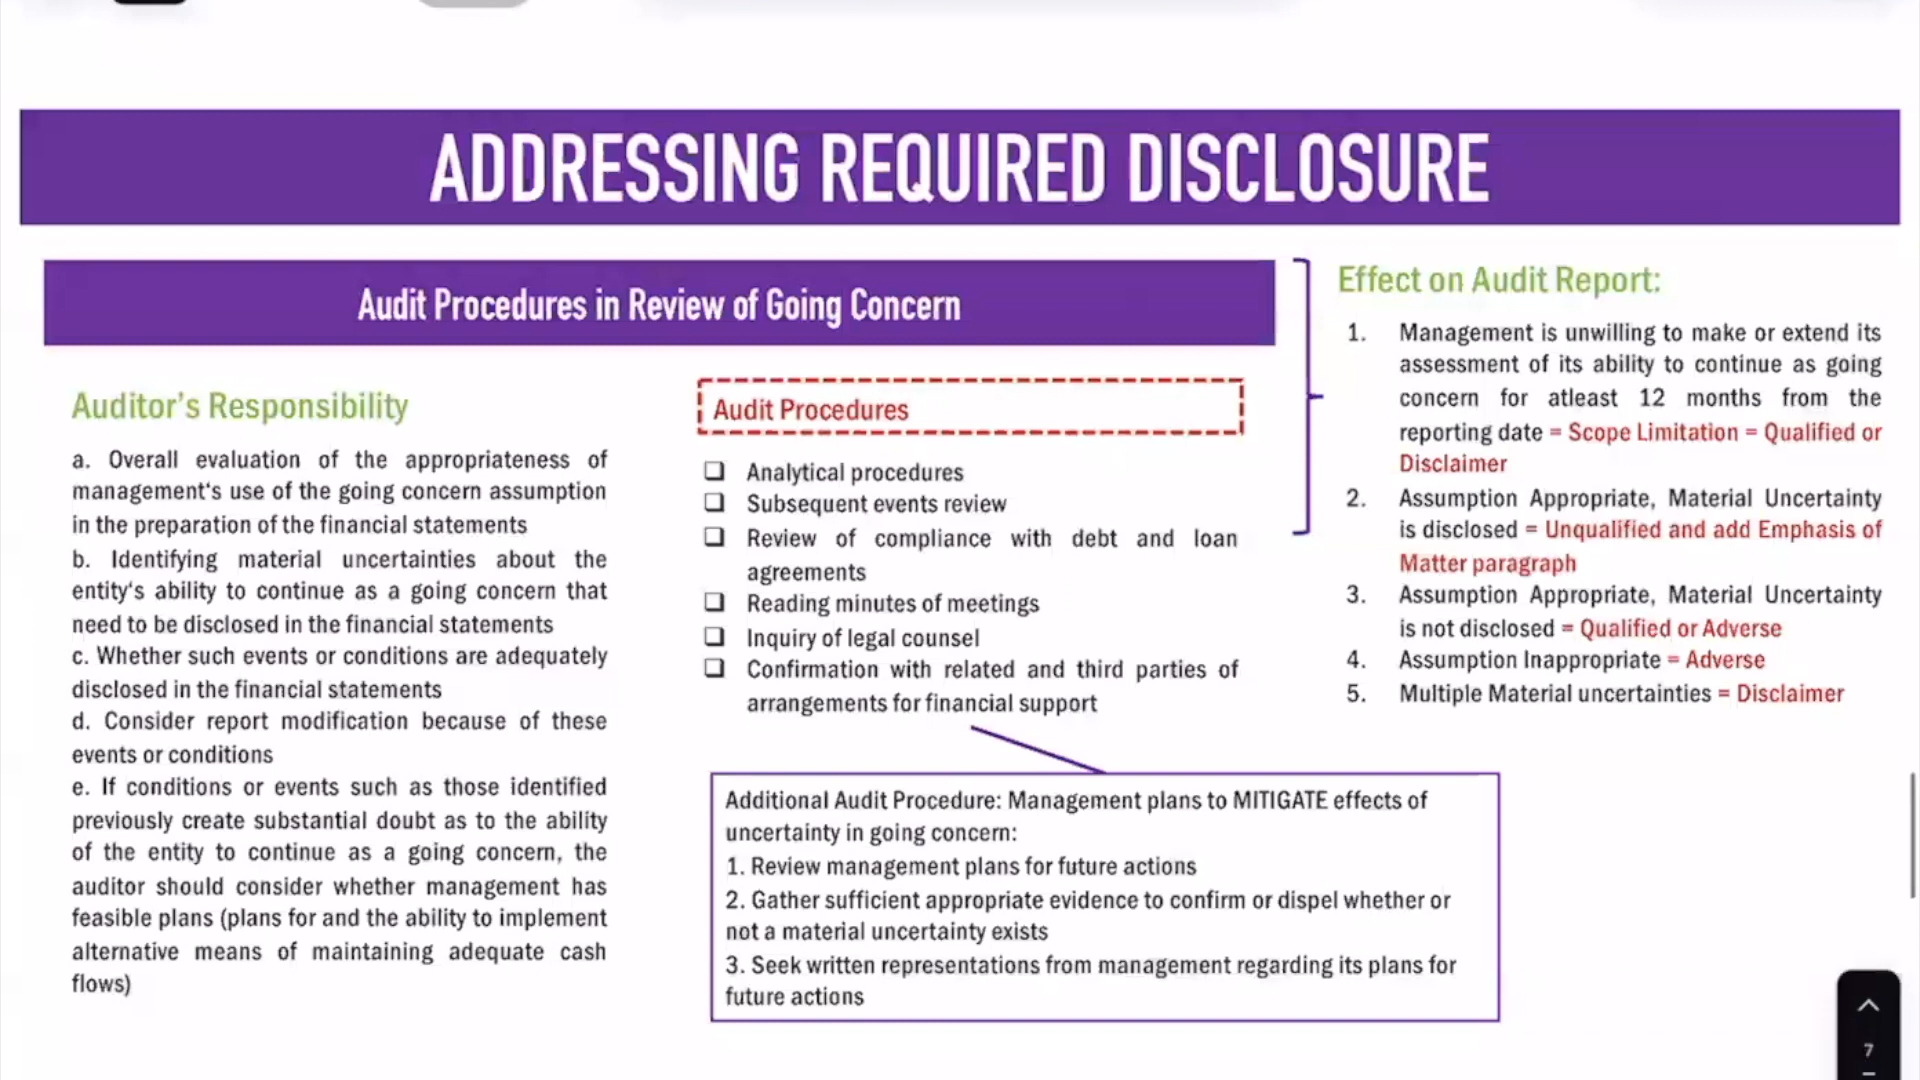 ADDRESSING REQUIRED DISCLOSURE
Audit Procedures in Review of Going Concern
Auditor's Responsibility
a. Overall evaluation of the appropriateness of
management's use of the going concern assumption
in the preparation of the financial statements
b. Identifying material uncertainties about the
entity's ability to continue as a going concern that
need to be disclosed in the financial statements
c. Whether such events or conditions are adequately
disclosed in the financial statements
d. Consider report modification because of these
events or conditions
e. If conditions or events such as those identified
previously create substantial doubt as to the ability
of the entity to continue as a going concern, the
auditor should consider whether management has
feasible plans (plans for and the ability to implement
alternative means of maintaining adequate cash
flows)
Audit Procedures
❑ Analytical procedures
❑ Subsequent events review
❑ Review of compliance with debt and loan
agreements
❑ Reading minutes of meetings
❑ Inquiry of legal counsel
❑ Confirmation with related and third parties of
arrangements for financial support
Additional Audit Procedure: Management plans to MITIGATE effects of
uncertainty in going concern:
1. Review management plans for future actions
2. Gather sufficient appropriate evidence to confirm or dispel whether or
not a material uncertainty exists
3. Seek written representations from management regarding its plans for
future actions
Effect on Audit Report:
1. Management is unwilling to make or extend its
assessment of its ability to continue as going
concern for atleast 12 months from the
reporting date = Scope Limitation = Qualified or
Disclaimer
2. Assumption Appropriate, Material Uncertainty
is disclosed = Unqualified and add Emphasis of
Matter paragraph
3. Assumption Appropriate, Material Uncertainty
is not disclosed = Qualified or Adverse
4. Assumption Inappropriate = Adverse
5. Multiple Material uncertainties = Disclaimer
7